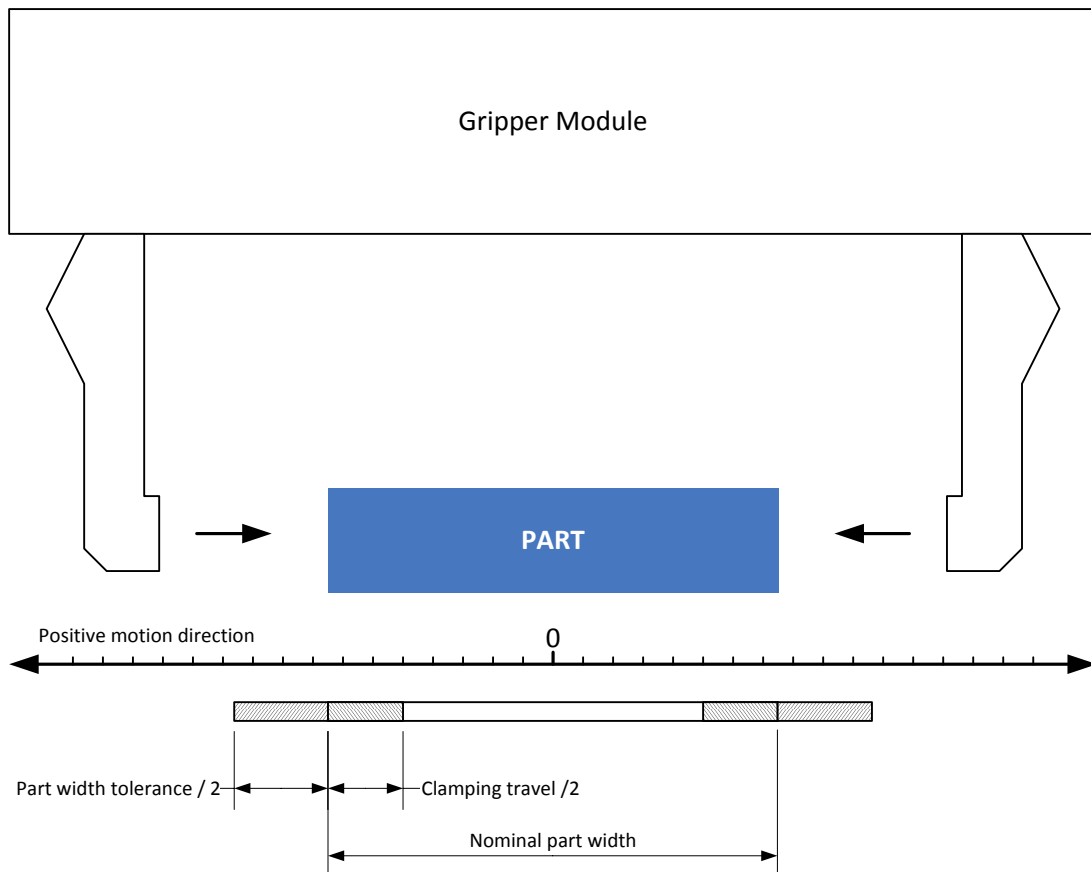 Gripper Module
PART
Positive motion direction
0
Part width tolerance / 2
Clamping travel /2
Nominal part width